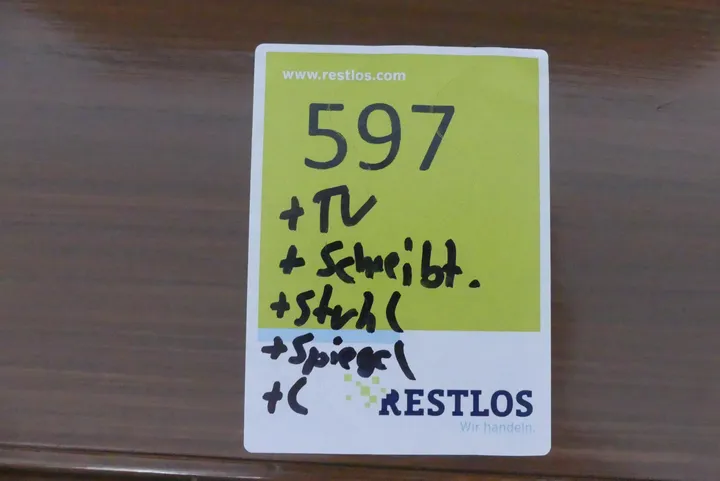 www.restlos.com
597
+ TV
+ Schreibt.
+ Stuhl
+ Spiegel
+ (
RESTLOS
Wir handeln.